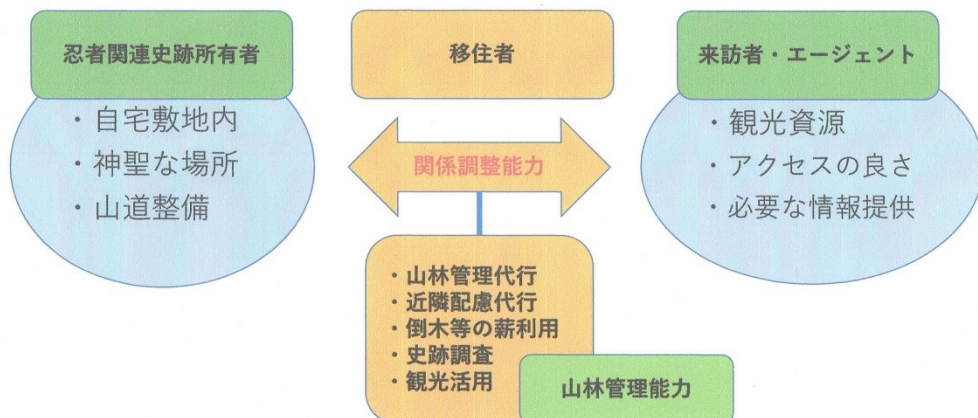 忍者関連史跡所有者
・自宅敷地内
・神聖な場所
・山道整備
移住者
関係調整能力
・山林管理代行
・近隣配慮代行
・倒木等の薪利用
・史跡調査
・観光活用
山林管理能力
来訪者・エージェント
・観光資源
・アクセスの良さ
・必要な情報提供